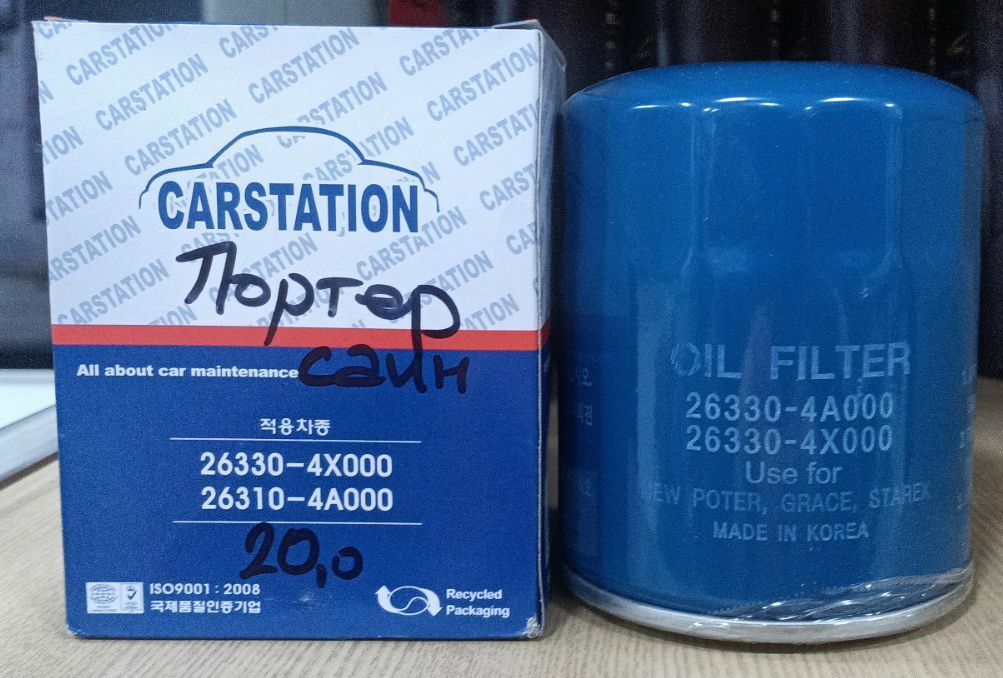 CARSTATION
Портер
саин
All about car maintenance
적용차종
26330-4X000
26310-4A000
20,0
ISO9001 : 2008
국제품질인증기업
Recycled
Packaging
OIL FILTER
26330-4A000
26330-4X000
Use for
NEW POTER, GRACE, STAREX
MADE IN KOREA